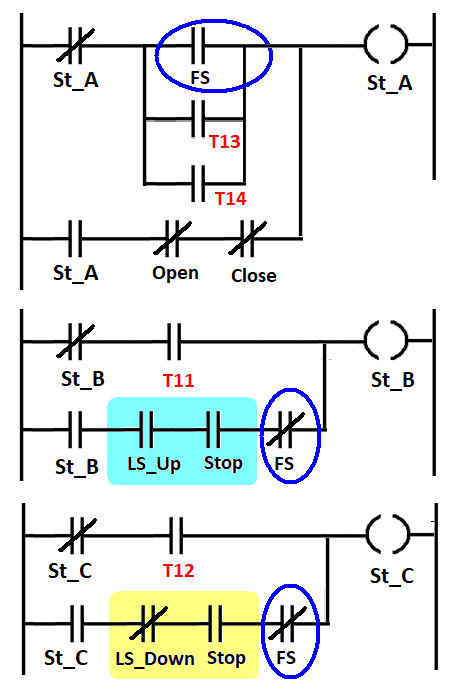 St_A FS St_A
T13
T14
St_A Open Close
St_B T11 St_B
St_B LS_Up Stop FS
St_C T12 St_C
St_C LS_Down Stop FS